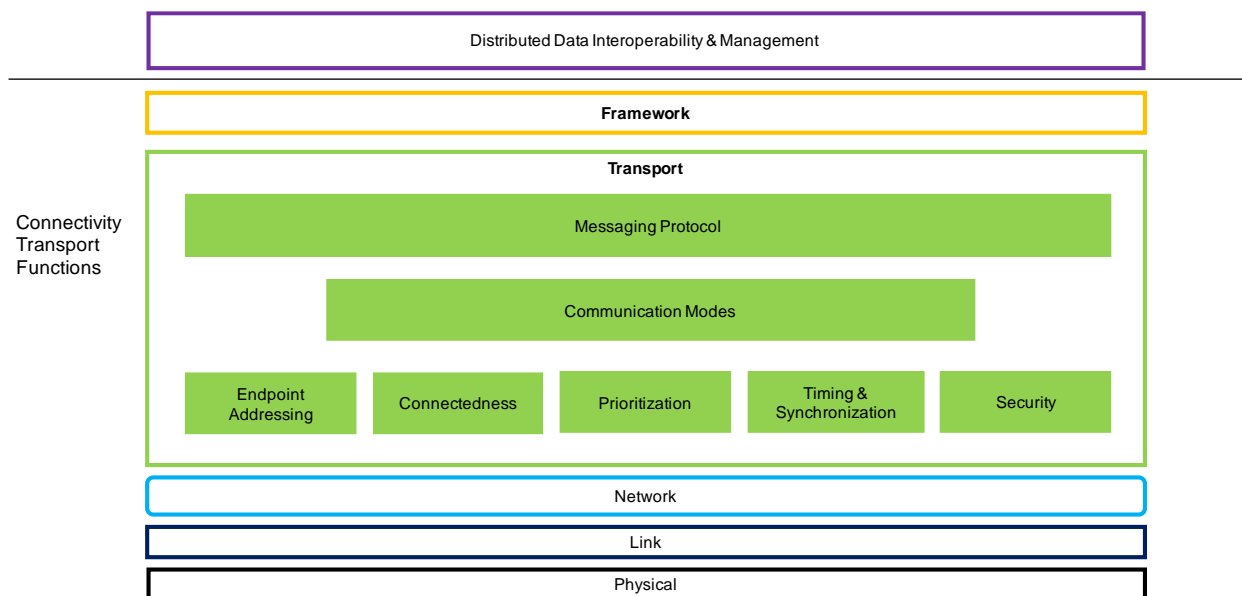 Distributed Data Interoperability & Management
Framework
Transport
Connectivity
Transport
Functions
Messaging Protocol
Communication Modes
Endpoint
Addressing
Connectedness
Prioritization
Timing &
Synchronization
Security
Network
Link
Physical